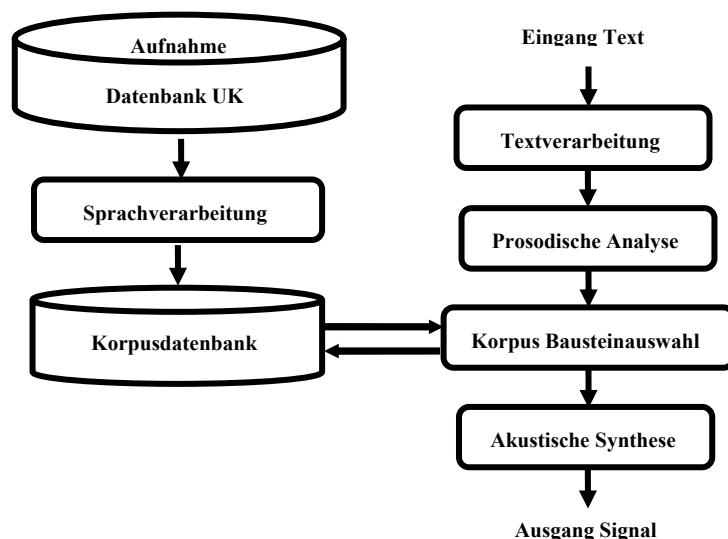 Aufnahme
Datenbank UK
Sprachverarbeitung
Korpusdatenbank
Eingang Text
Textverarbeitung
Prosodische Analyse
Korpus Bausteinauswahl
Akustische Synthese
Ausgang Signal